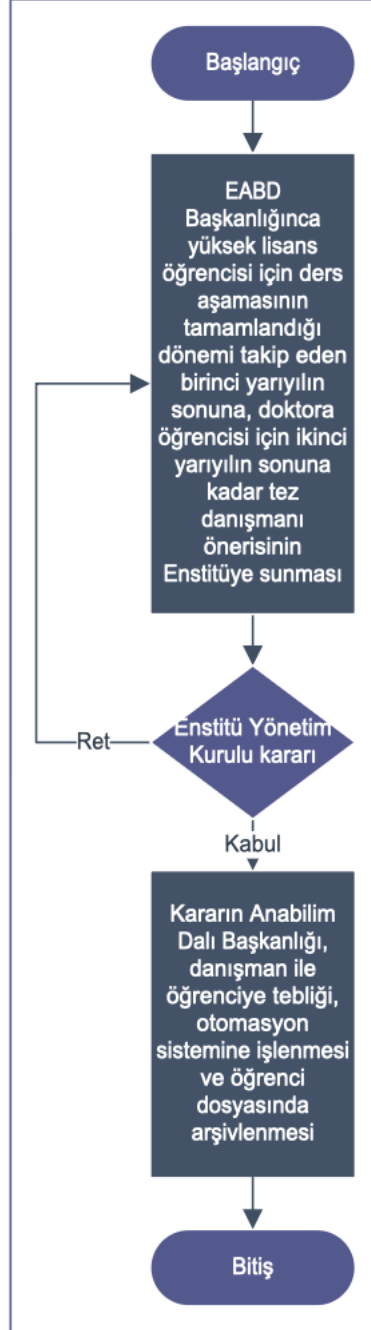 Başlangıç
EABD
Başkanlığınca
yüksek lisans
öğrencisi için ders
aşamasının
tamamlandığı
dönemi takip eden
birinci yarıyılın
sonuna, doktora
öğrencisi için ikinci
yarıyılın sonuna
kadar tez
danışmanı
önerisinin
Enstitüye sunması
Enstitü Yönetim
Kurulu kararı
Ret
Kabul
Kararın Anabilim
Dalı Başkanlığı,
danışman ile
öğrenciye tebliği,
otomasyon
sistemine işlenmesi
ve öğrenci
dosyasında
arşivlenmesi
Bitiş